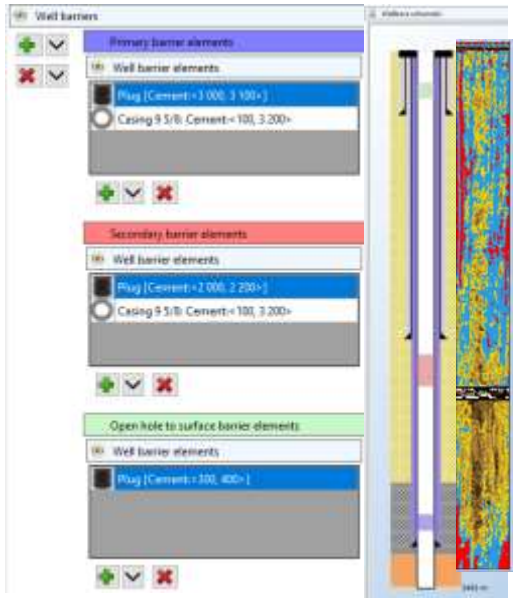 Well barriers
Primary barrier elements
Well barrier elements
Plug [Cement:<3 000, 3 100>]
Casing 9 5/8: Cement:< 100, 3 200>
Secondary barrier elements
Well barrier elements
Plug [Cement:<2 000, 2 200>]
Casing 9 5/8: Cement:< 100, 3 200>
Open hole to surface barrier elements
Well barrier elements
Plug [Cement:<300, 400>]
Wellbore schematic